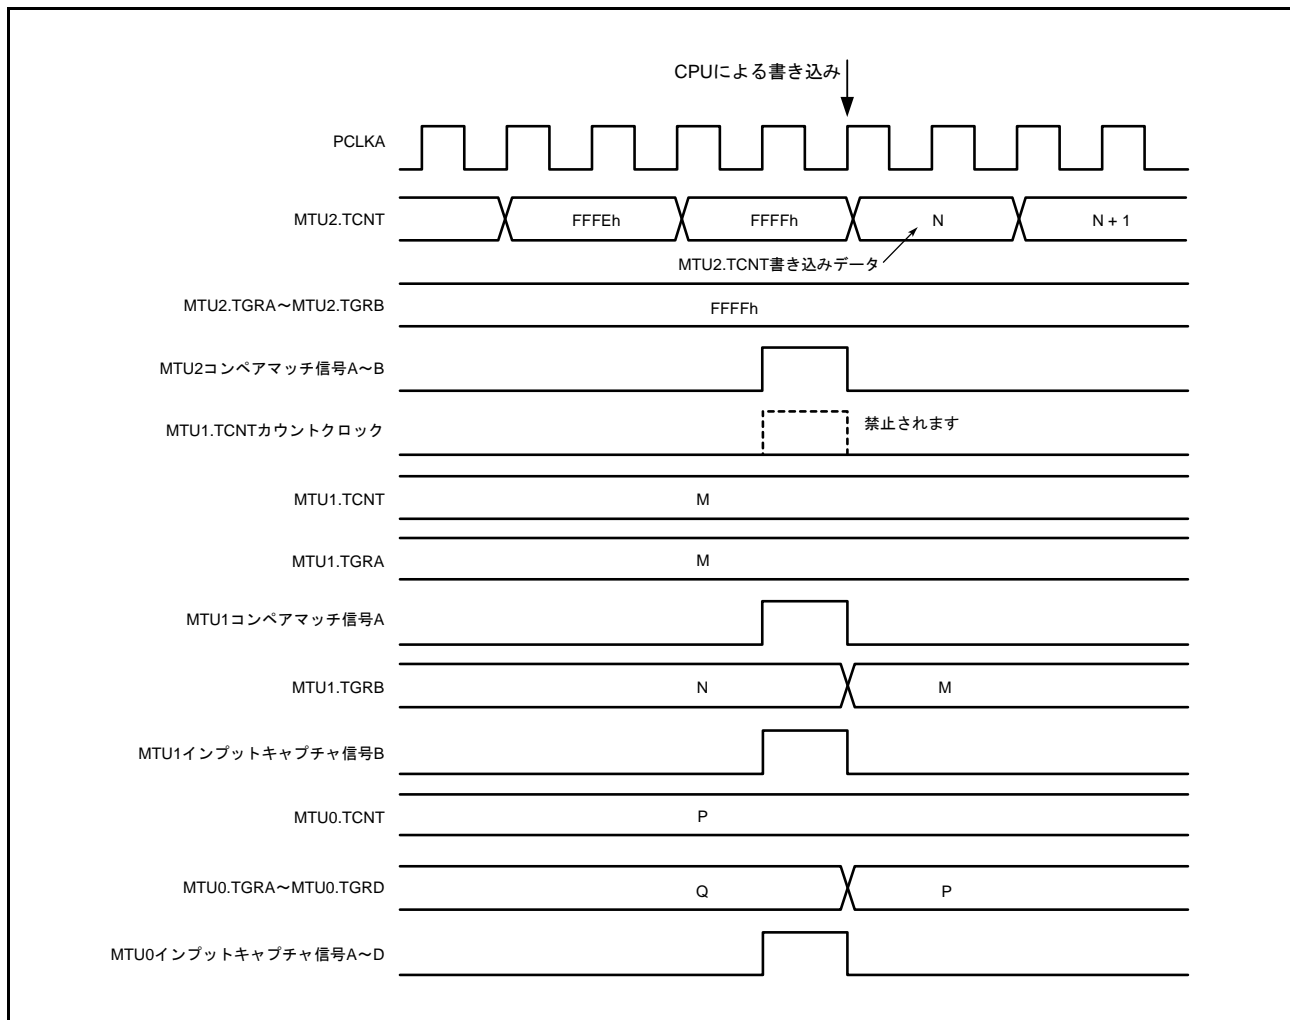 CPUによる書き込み
PCLKA
MTU2.TCNT
FFFEh
FFFFh
N
N + 1
MTU2.TCNT書き込みデータ
MTU2.TGRA～MTU2.TGRB
FFFFh
MTU2コンペアマッチ信号A～B
MTU1.TCNTカウントクロック
禁止されます
MTU1.TCNT
M
MTU1.TGRA
M
MTU1コンペアマッチ信号A
MTU1.TGRB
N
M
MTU1インプットキャプチャ信号B
MTU0.TCNT
P
MTU0.TGRA～MTU0.TGRD
Q
P
MTU0インプットキャプチャ信号A～D